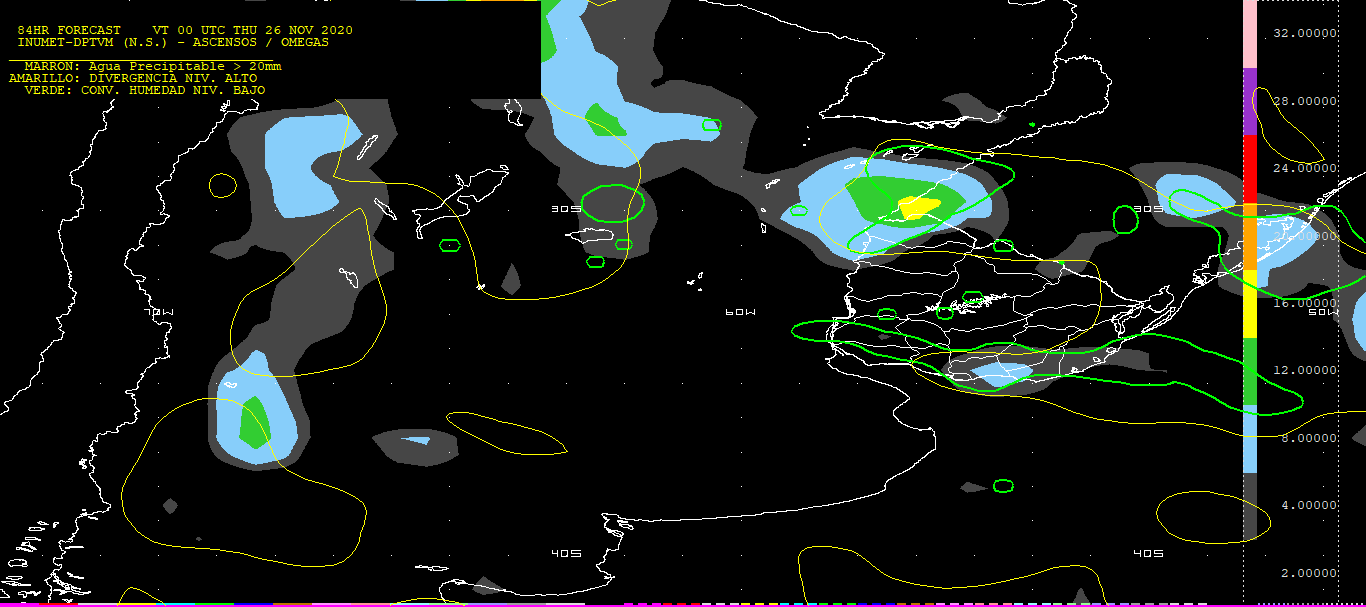 84HR FORECAST    VT 00 UTC THU 26 NOV 2020
INUMET-DPTVM (N.S.) - ASCENSOS / OMEGAS
MARRON: Agua Precipitable > 20mm
AMARILLO: DIVERGENCIA NIV. ALTO
VERDE: CONV. HUMEDAD NIV. BAJO
32.00000
28.00000
24.00000
30S
30S
20.00000
16.00000
70W
60W
50W
12.00000
8.00000
4.00000
40S
40S
2.00000